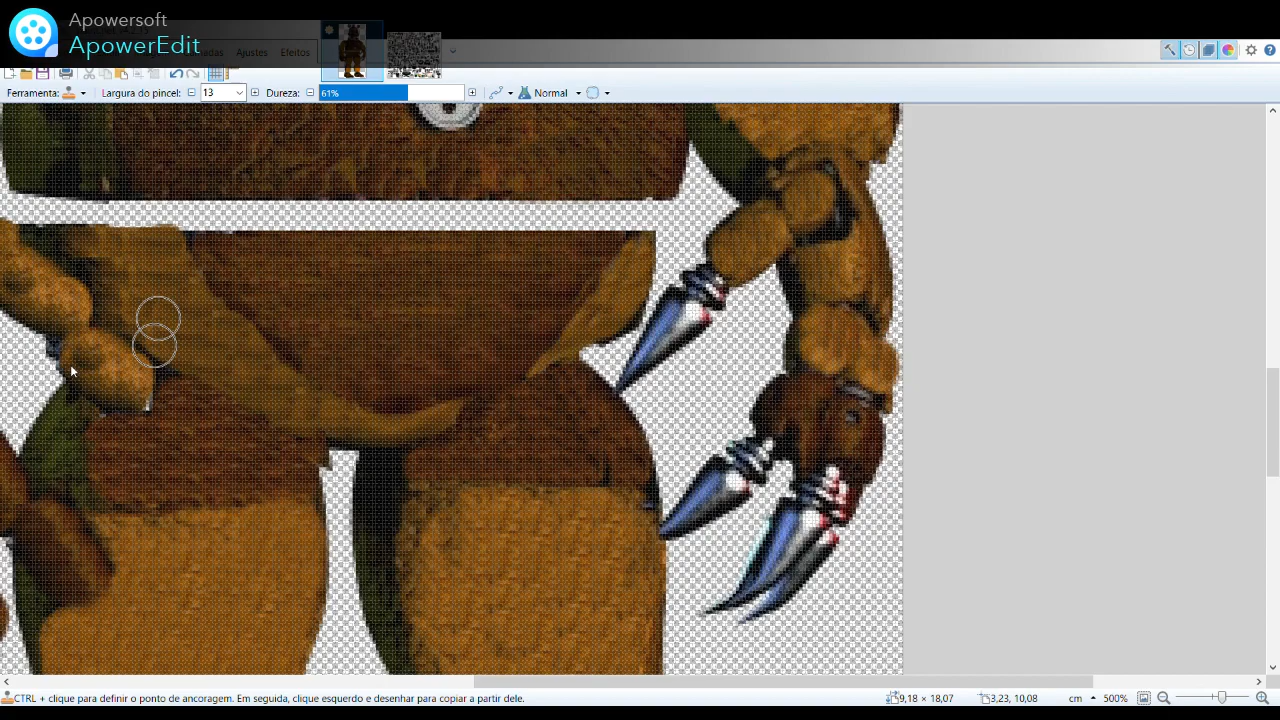 Apowersoft
ApowerEdit
Ajustes Efeitos
Ferramenta: Largura do pincel: 13 Dureza: 61% Normal
CTRL + clique para definir o ponto de ancoragem. Em seguida, clique esquerdo e desenhar para copiar a partir dele. 9,18 × 18,07 3,23, 10,08 cm 500%